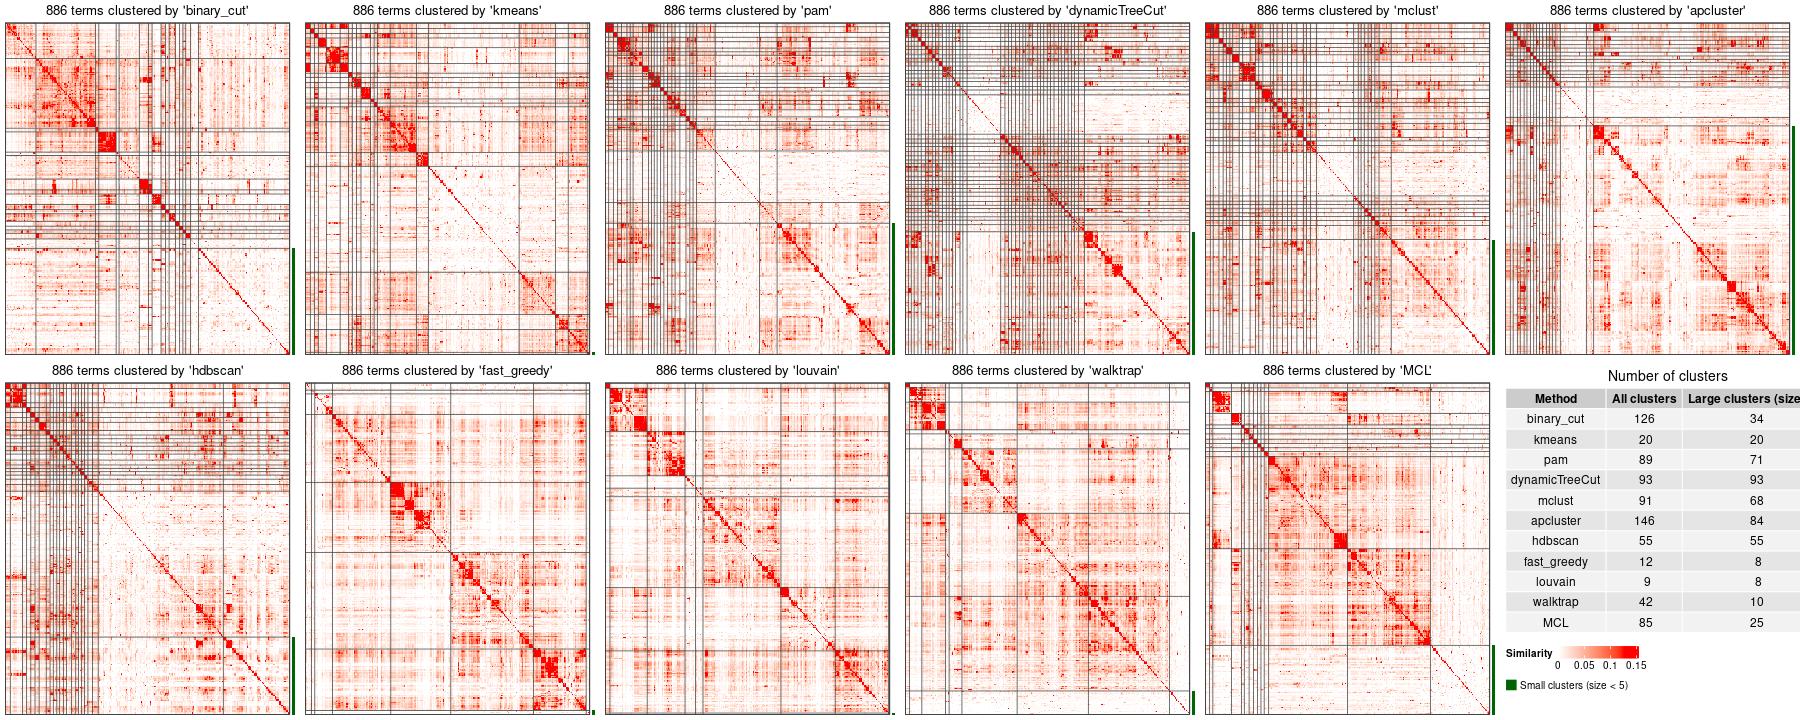 886 terms clustered by 'binary_cut'
886 terms clustered by 'kmeans'
886 terms clustered by 'pam'
886 terms clustered by 'dynamicTreeCut'
886 terms clustered by 'mclust'
886 terms clustered by 'apcluster'
886 terms clustered by 'hdbscan'
886 terms clustered by 'fast_greedy'
886 terms clustered by 'louvain'
886 terms clustered by 'walktrap'
886 terms clustered by 'MCL'
Number of clusters
Method All clusters Large clusters (size
binary_cut 126 34
kmeans 20 20
pam 89 71
dynamicTreeCut 93 93
mclust 91 68
apcluster 146 84
hdbscan 55 55
fast_greedy 12 8
louvain 9 8
walktrap 42 10
MCL 85 25
Similarity
0 0.05 0.1 0.15
Small clusters (size < 5)